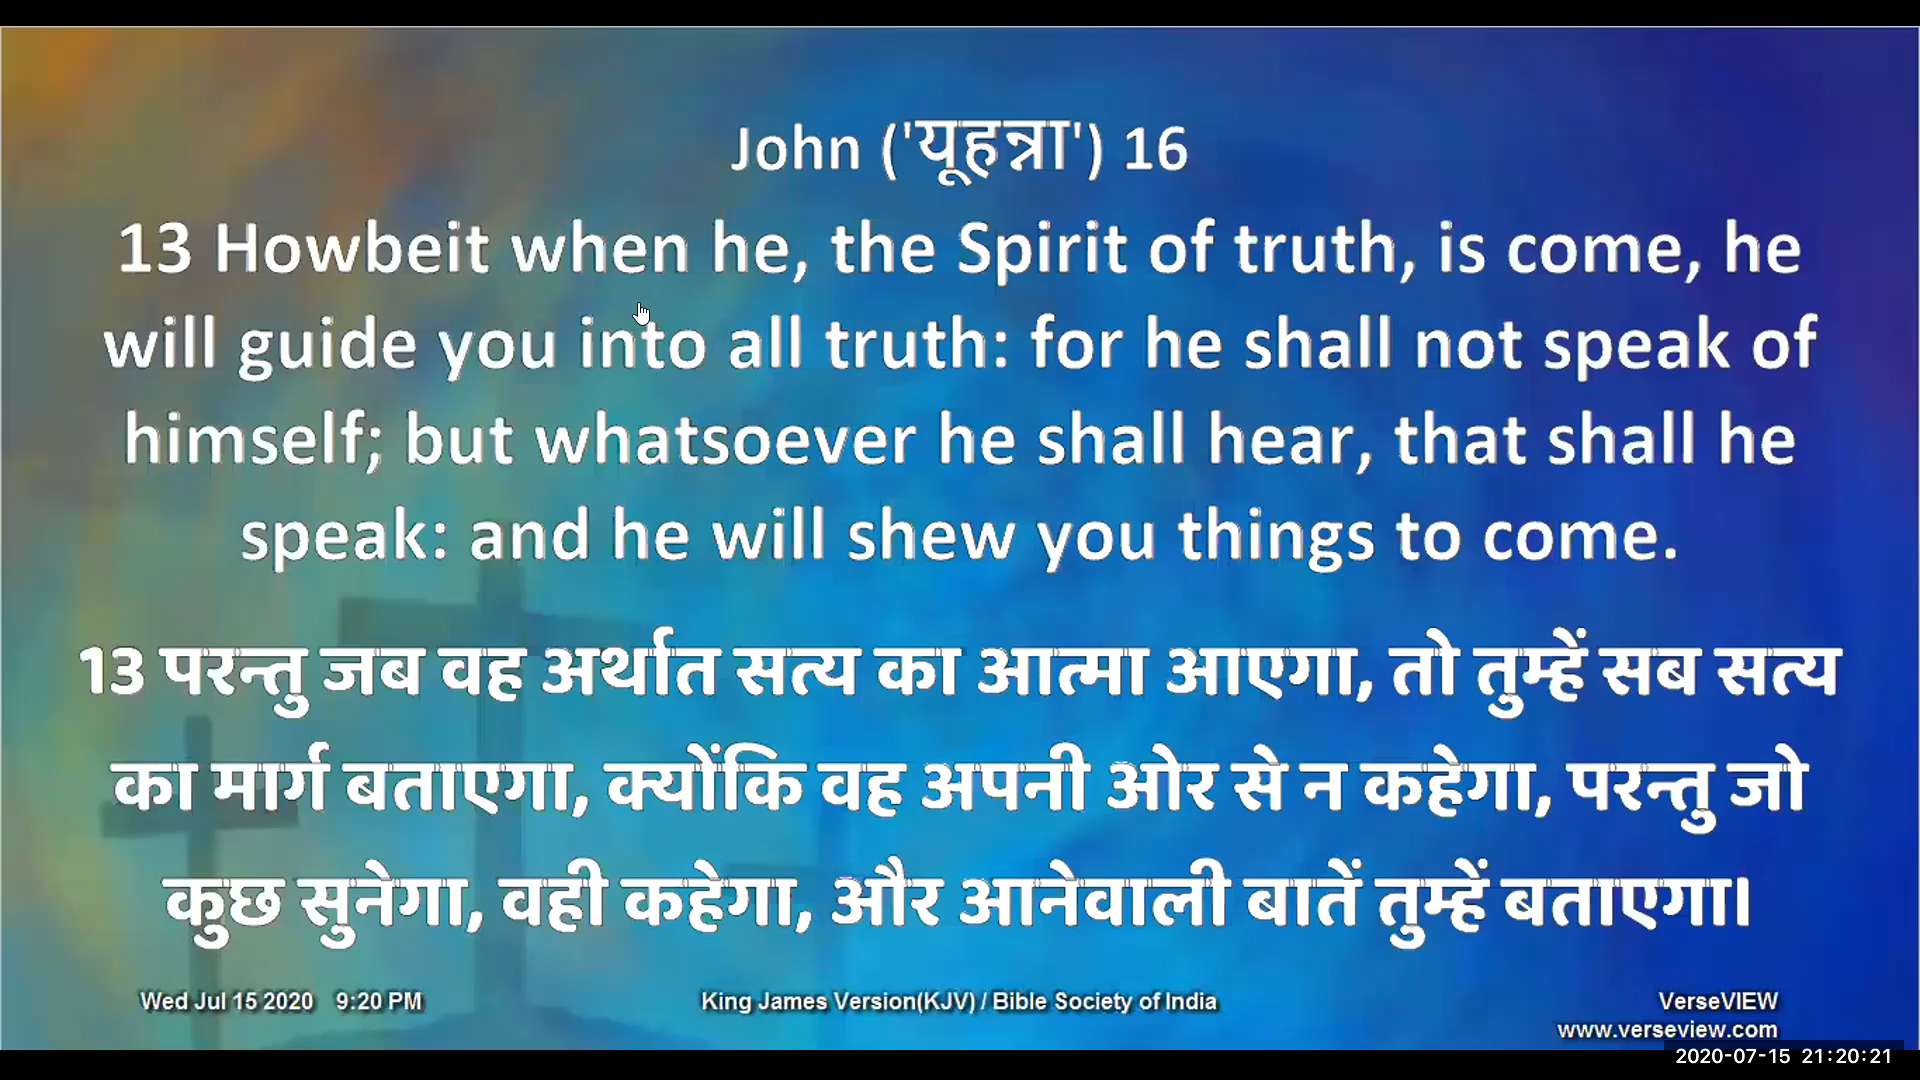 John ('यूहन्ना') 16
13 Howbeit when he, the Spirit of truth, is come, he
will guide you into all truth: for he shall not speak of
himself; but whatsoever he shall hear, that shall he
speak: and he will shew you things to come.
13 परन्तु जब वह अर्थात सत्य का आत्मा आएगा, तो तुम्हें सब सत्य
का मार्ग बताएगा, क्योंकि वह अपनी ओर से न कहेगा, परन्तु जो
कुछ सुनेगा, वही कहेगा, और आनेवाली बातें तुम्हें बताएगा।
Wed Jul 15 2020 9:20 PM King James Version(KJV) / Bible Society of India VerseVIEW
www.verseview.com
2020-07-15 21:20:21